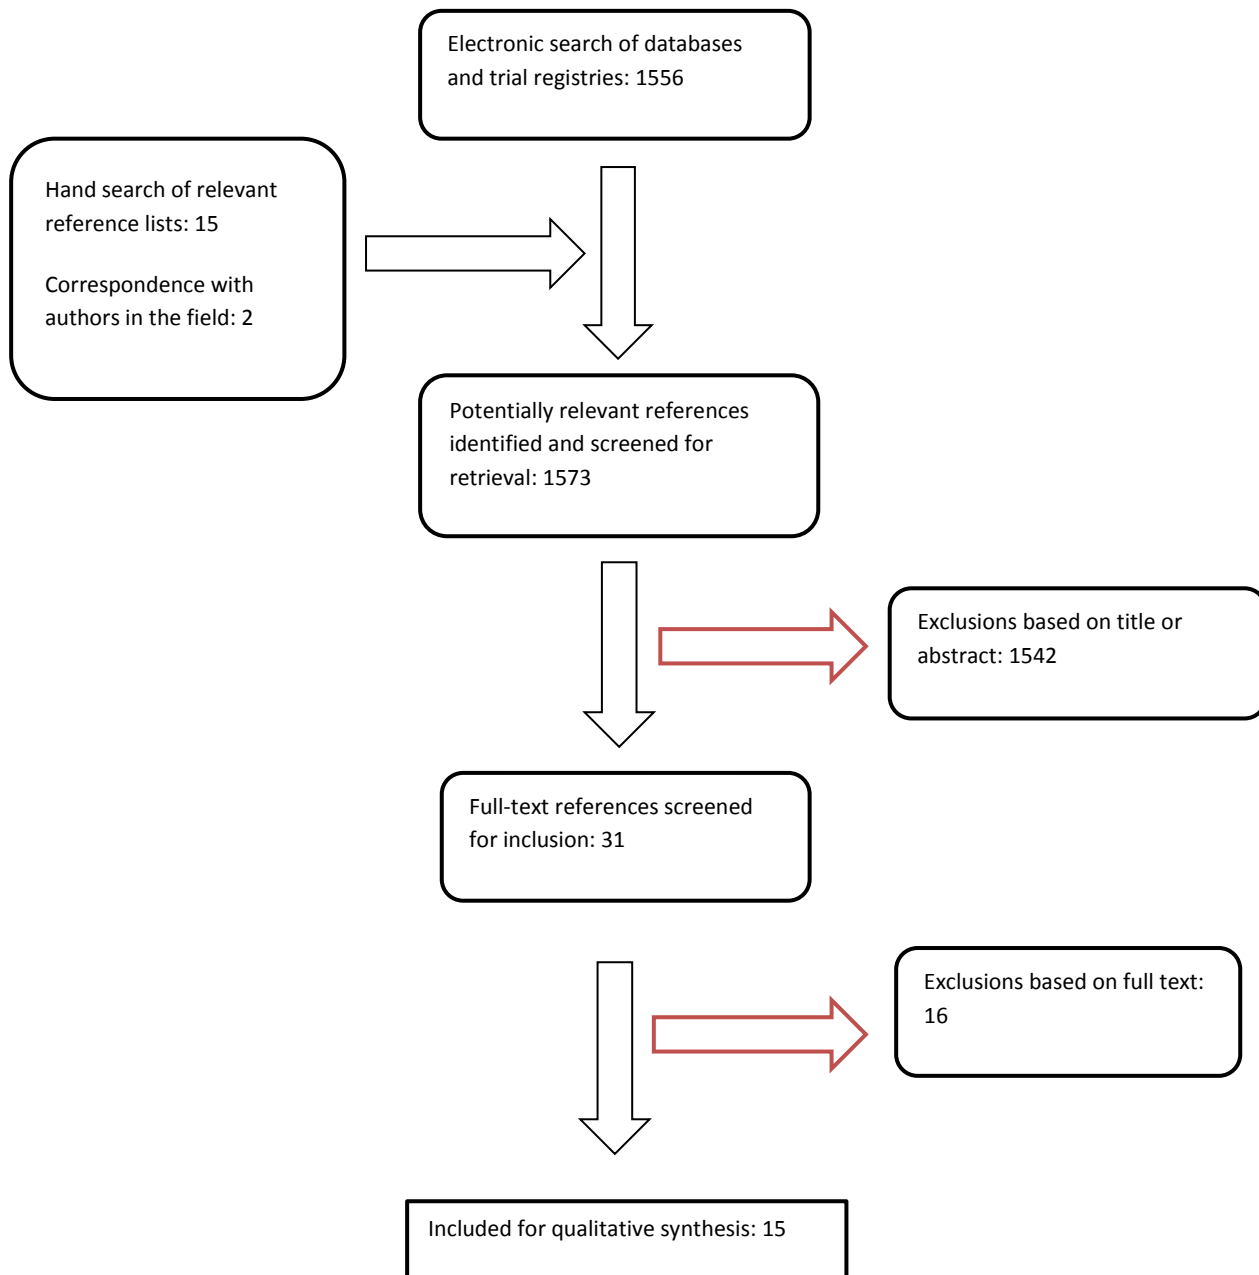 Electronic search of databases
and trial registries: 1556
Hand search of relevant
reference lists: 15
Correspondence with
authors in the field: 2
Potentially relevant references
identified and screened for
retrieval: 1573
Exclusions based on title or
abstract: 1542
Full-text references screened
for inclusion: 31
Exclusions based on full text:
16
Included for qualitative synthesis: 15